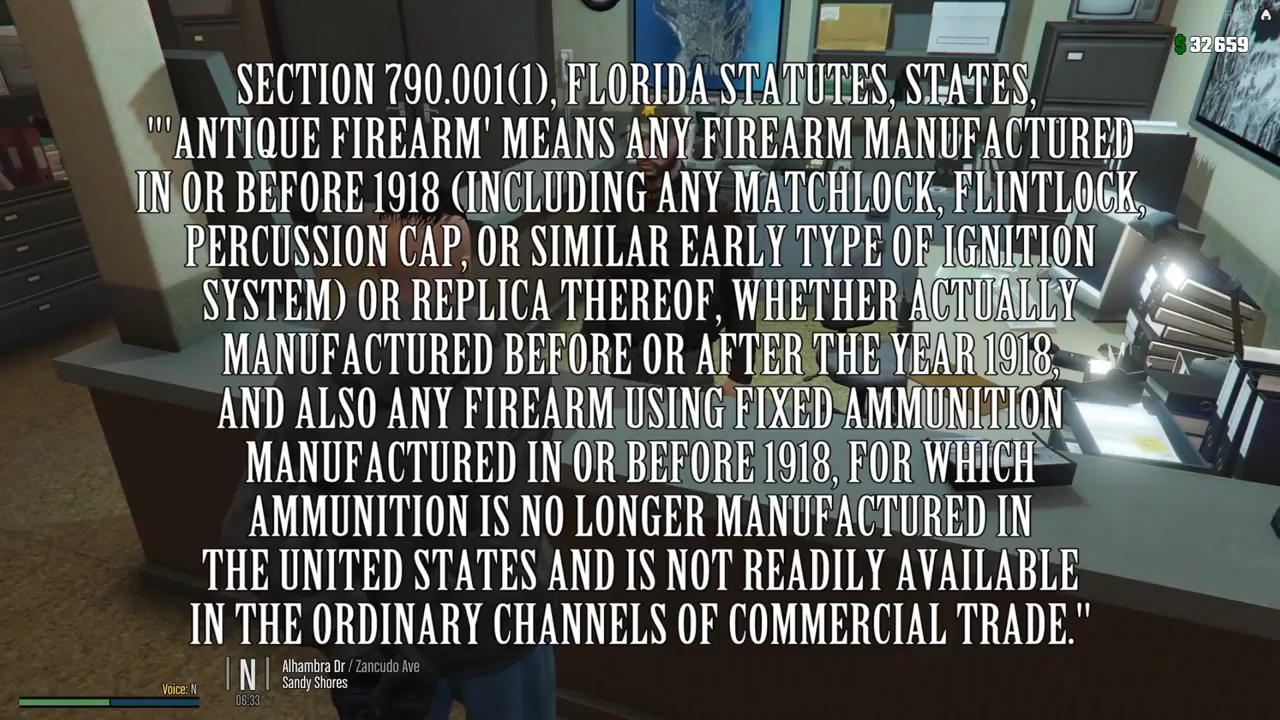 $ 32 659
SECTION 790.001(1), FLORIDA STATUTES, STATES,
"'ANTIQUE FIREARM' MEANS ANY FIREARM MANUFACTURED
IN OR BEFORE 1918 (INCLUDING ANY MATCHLOCK, FLINTLOCK,
PERCUSSION CAP, OR SIMILAR EARLY TYPE OF IGNITION
SYSTEM) OR REPLICA THEREOF, WHETHER ACTUALLY
MANUFACTURED BEFORE OR AFTER THE YEAR 1918,
AND ALSO ANY FIREARM USING FIXED AMMUNITION
MANUFACTURED IN OR BEFORE 1918, FOR WHICH
AMMUNITION IS NO LONGER MANUFACTURED IN
THE UNITED STATES AND IS NOT READILY AVAILABLE
IN THE ORDINARY CHANNELS OF COMMERCIAL TRADE."
Voice: N
N
06:33
Alhambra Dr / Zancudo Ave
Sandy Shores